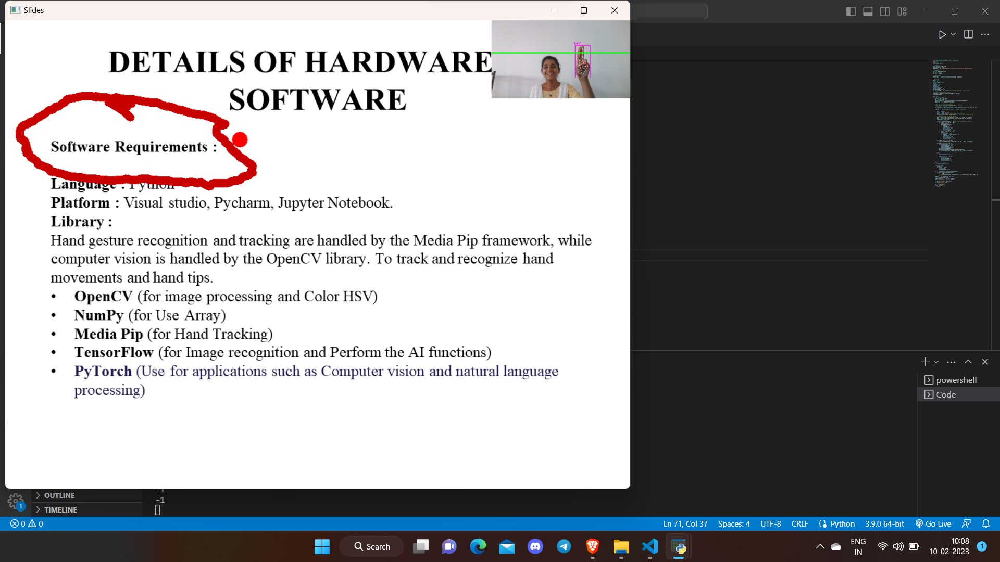 Slides
DETAILS OF HARDWARE
SOFTWARE
Software Requirements :
Language : Python
Platform : Visual studio, Pycharm, Jupyter Notebook.
Library :
Hand gesture recognition and tracking are handled by the Media Pip framework, while
computer vision is handled by the OpenCV library. To track and recognize hand
movements and hand tips.
• OpenCV (for image processing and Color HSV)
• NumPy (for Use Array)
• Media Pip (for Hand Tracking)
• TensorFlow (for Image recognition and Perform the AI functions)
• PyTorch (Use for applications such as Computer vision and natural language
processing)
Left
powershell
Code
OUTLINE
TIMELINE
-1
-1
1
0 0
Ln 71, Col 37 Spaces: 4 UTF-8 CRLF Python 3.9.0 64-bit Go Live
Search
ENG
IN
10:08
10-02-2023
1